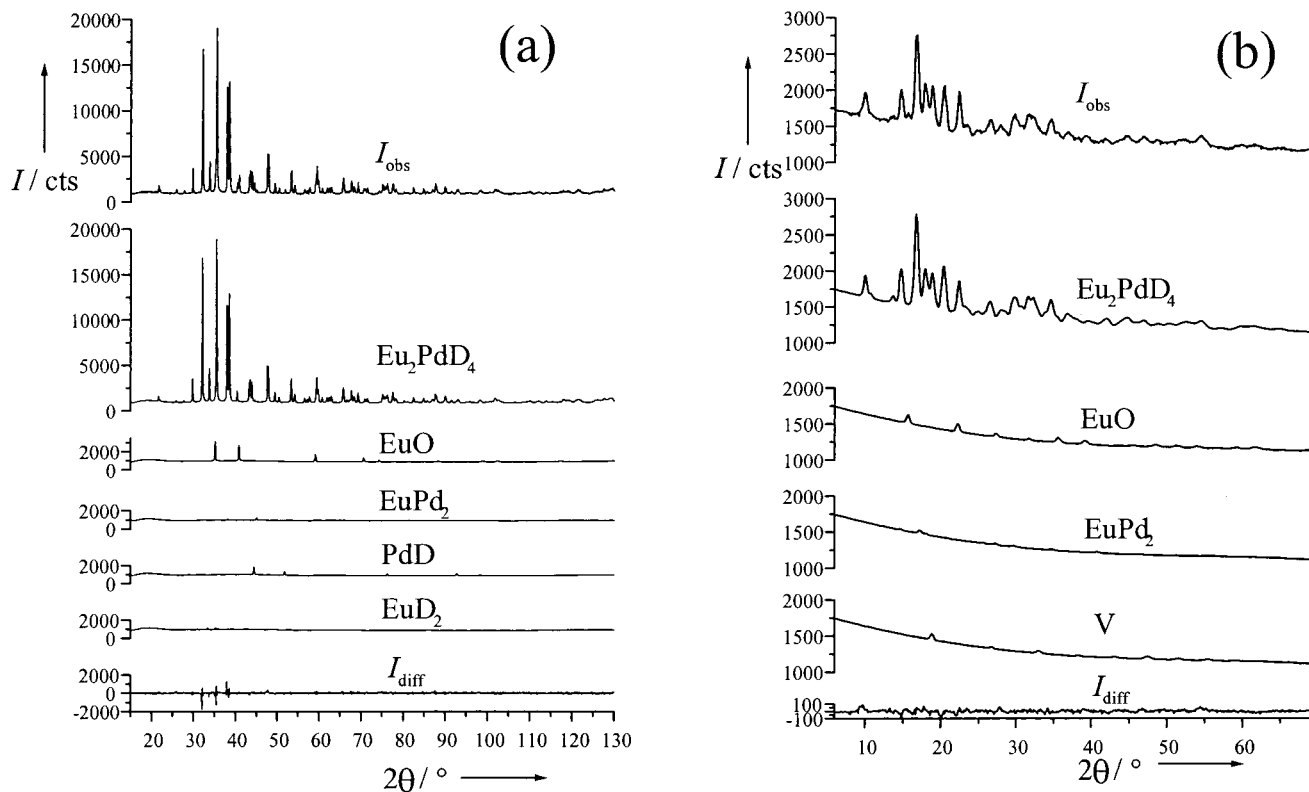 (a)
20000
15000
10000
5000
0
I / cts
I_obs
20000
15000
10000
5000
0
Eu₂PdD₄
2000
0
EuO
2000
0
EuPd₂
2000
0
PdD
2000
0
EuD₂
2000
0
-2000
I_diff
20 30 40 50 60 70 80 90 100 110 120 130
2θ / °
(b)
3000
2500
2000
1500
1000
I / cts
I_obs
3000
2500
2000
1500
1000
Eu₂PdD₄
2000
1500
1000
EuO
2000
1500
1000
EuPd₂
2000
1500
1000
V
100
-100
I_diff
10 20 30 40 50 60
2θ / °